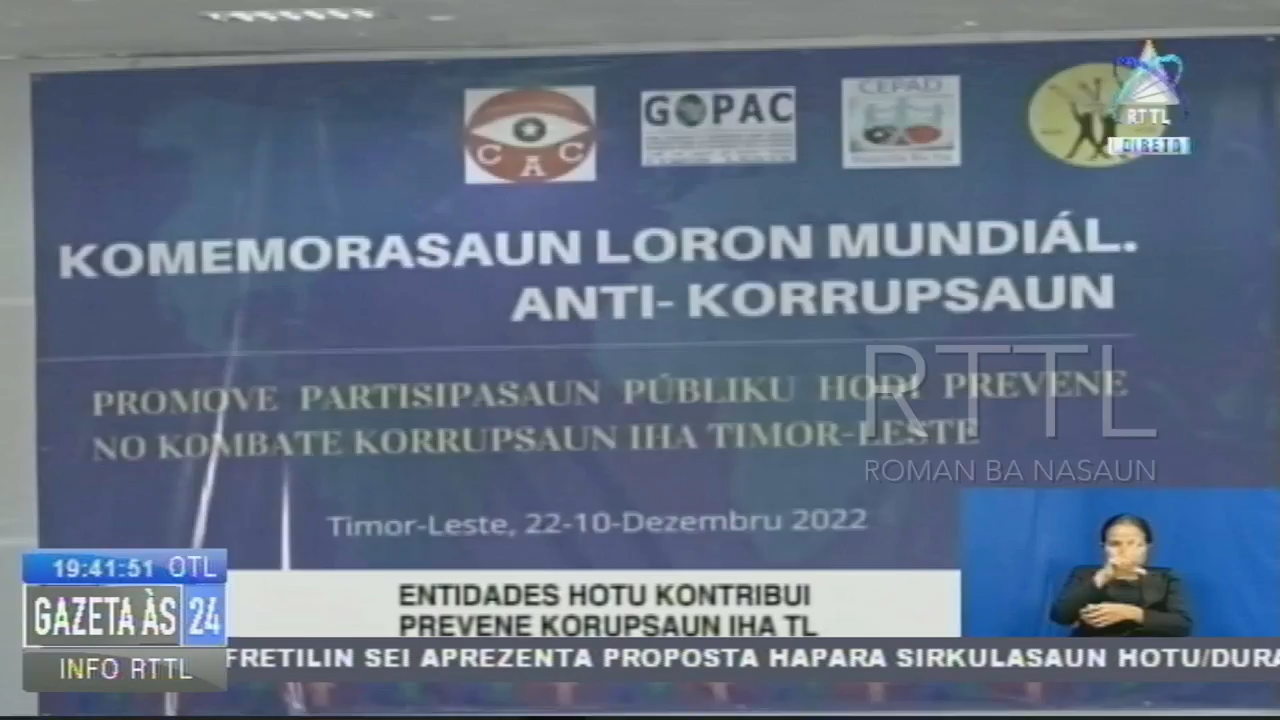 CAC
GOPAC
CEPAD
RTTL
DIRETO
KOMEMORASAUN LORON MUNDIÁL.
ANTI- KORRUPSAUN
PROMOVE PARTISIPASAUN PÚBLIKU HODI PREVENE
NO KOMBATE KORRUPSAUN IHA TIMOR-LESTE
RTTL
ROMAN BA NASAUN
Timor-Leste, 22-10-Dezembru 2022
19:41:51 OTL
GAZETA ÀS 24
ENTIDADES HOTU KONTRIBUI
PREVENE KORUPSAUN IHA TL
INFO RTTL
FRETILIN SEI APREZENTA PROPOSTA HAPARA SIRKULASAUN HOTU/DURA